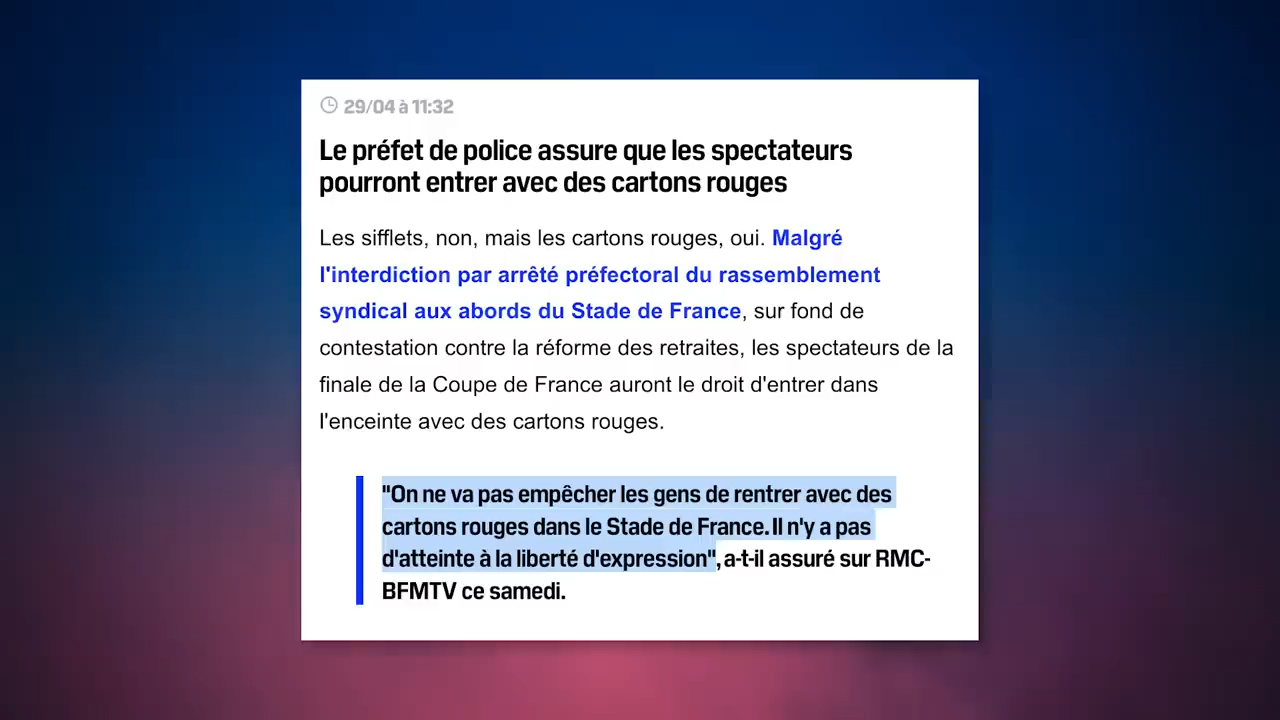 29/04 à 11:32
Le préfet de police assure que les spectateurs
pourront entrer avec des cartons rouges
Les sifflets, non, mais les cartons rouges, oui. Malgré
l'interdiction par arrêté préfectoral du rassemblement
syndical aux abords du Stade de France, sur fond de
contestation contre la réforme des retraites, les spectateurs de la
finale de la Coupe de France auront le droit d'entrer dans
l'enceinte avec des cartons rouges.
"On ne va pas empêcher les gens de rentrer avec des
cartons rouges dans le Stade de France. Il n'y a pas
d'atteinte à la liberté d'expression", a-t-il assuré sur RMC-
BFMTV ce samedi.